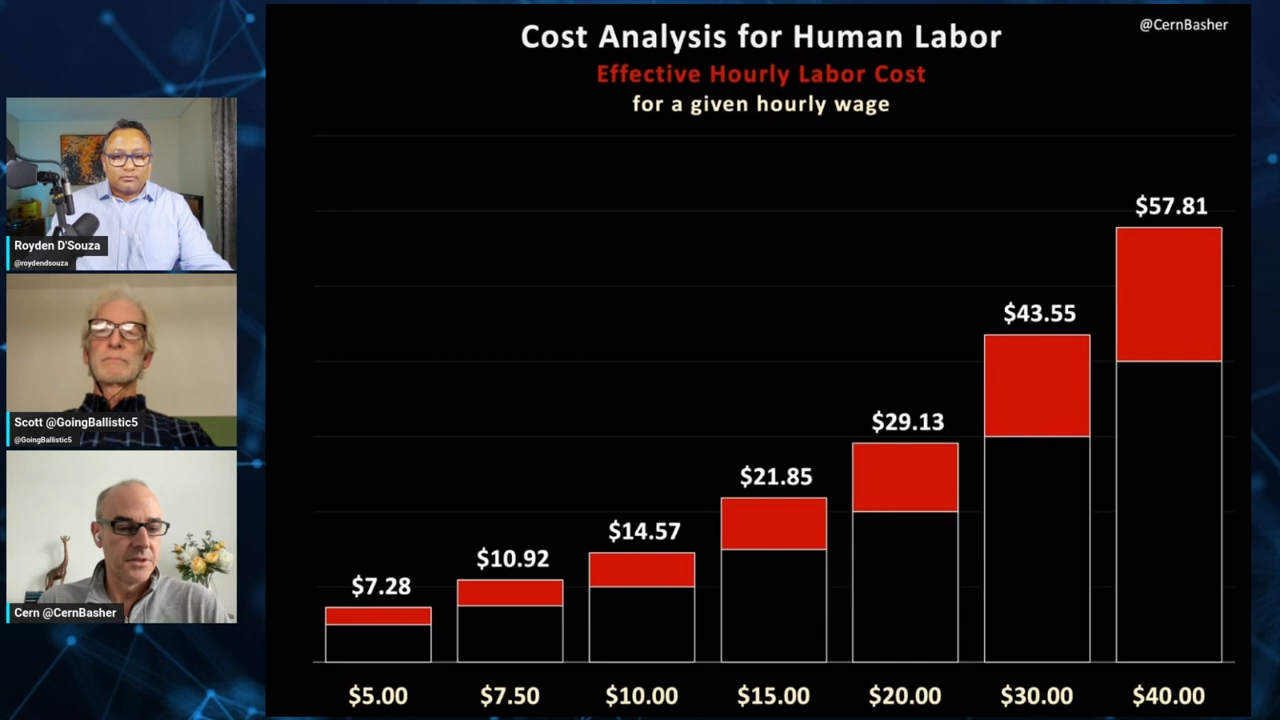 @CernBasher
Cost Analysis for Human Labor
Effective Hourly Labor Cost
for a given hourly wage
Royden D'Souza
@roydendsouza
Scott @GoingBallistic5
@GoingBallistic5
Cern @CernBasher
$57.81
$43.55
$29.13
$21.85
$14.57
$10.92
$7.28
$5.00 $7.50 $10.00 $15.00 $20.00 $30.00 $40.00